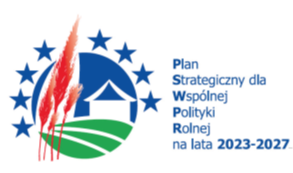 Plan
Strategiczny dla
Wspólnej
Polityki
Rolnej
na lata 2023-2027.